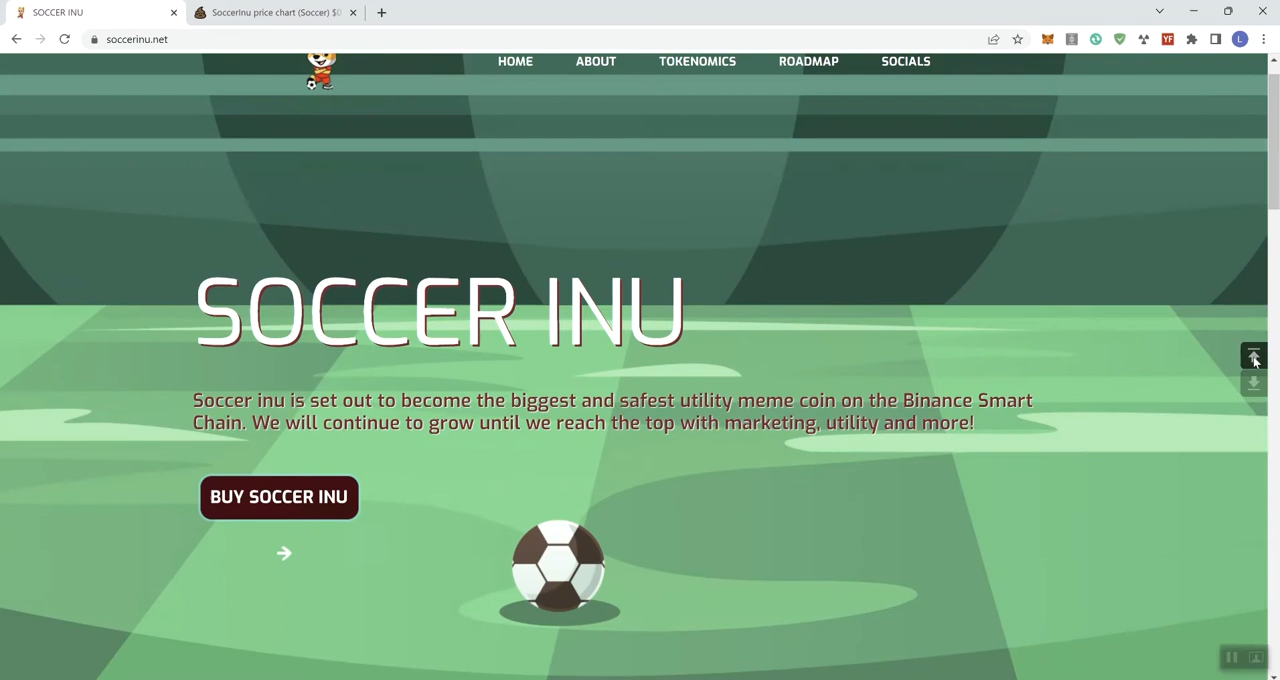 SOCCER INU
SoccerInu price chart (Soccer) $0
soccerinu.net
YF
L
HOME
ABOUT
TOKENOMICS
ROADMAP
SOCIALS
SOCCER INU
Soccer inu is set out to become the biggest and safest utility meme coin on the Binance Smart
Chain. We will continue to grow until we reach the top with marketing, utility and more!
BUY SOCCER INU